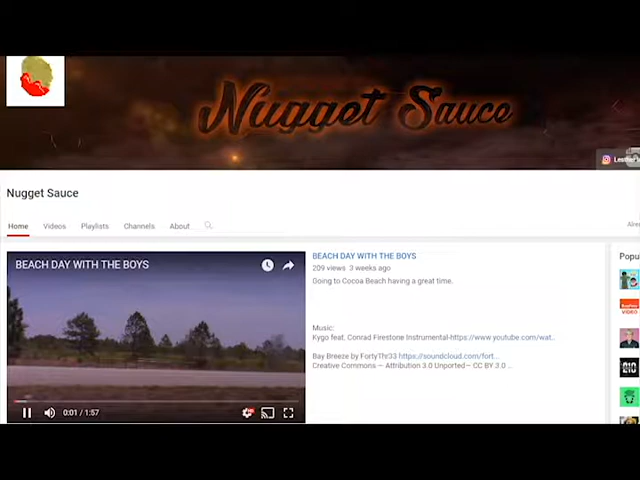 Nugget Sauce
Nugget Sauce
Home Videos Playlists Channels About
BEACH DAY WITH THE BOYS
0:01 / 1:57
BEACH DAY WITH THE BOYS
209 views 3 weeks ago
Going to Cocoa Beach having a great time.
Music:
Kygo feat. Conrad Firestone Instrumental-https://www.youtube.com/wat...
Bay Breeze by FortyThr33 https://soundcloud.com/fort...
Creative Commons — Attribution 3.0 Unported— CC BY 3.0 ...
Popu
VIDEO